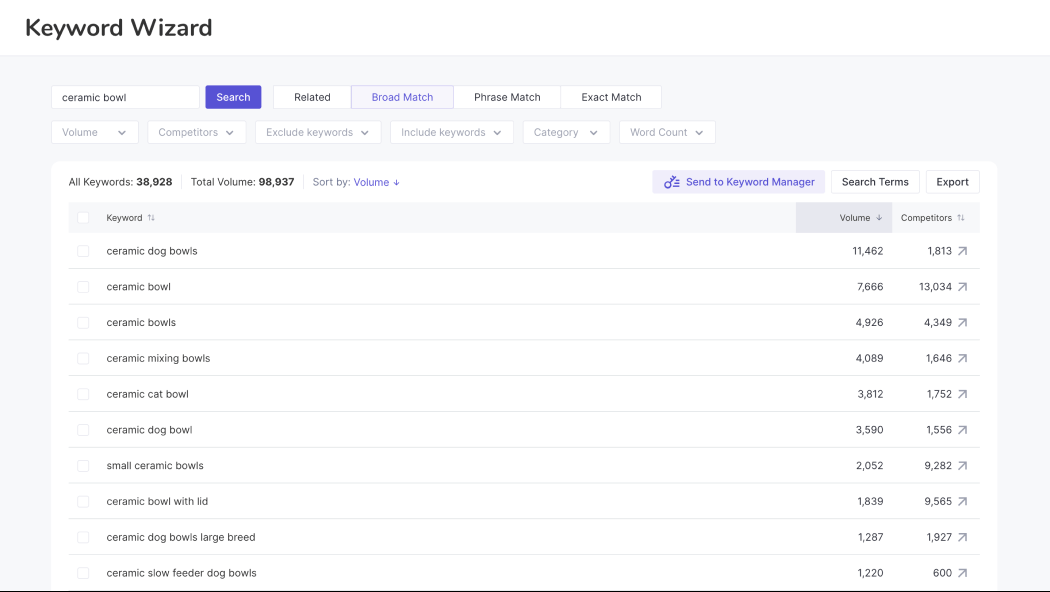 Keyword Wizard
ceramic bowl Search Related Broad Match Phrase Match Exact Match
Volume Competitors Exclude keywords Include keywords Category Word Count
All Keywords: 38,928 Total Volume: 98,937 Sort by: Volume ↓ Send to Keyword Manager Search Terms Export
Keyword Volume Competitors
ceramic dog bowls 11,462 1,813
ceramic bowl 7,666 13,034
ceramic bowls 4,926 4,349
ceramic mixing bowls 4,089 1,646
ceramic cat bowl 3,812 1,752
ceramic dog bowl 3,590 1,556
small ceramic bowls 2,052 9,282
ceramic bowl with lid 1,839 9,565
ceramic dog bowls large breed 1,287 1,927
ceramic slow feeder dog bowls 1,220 600